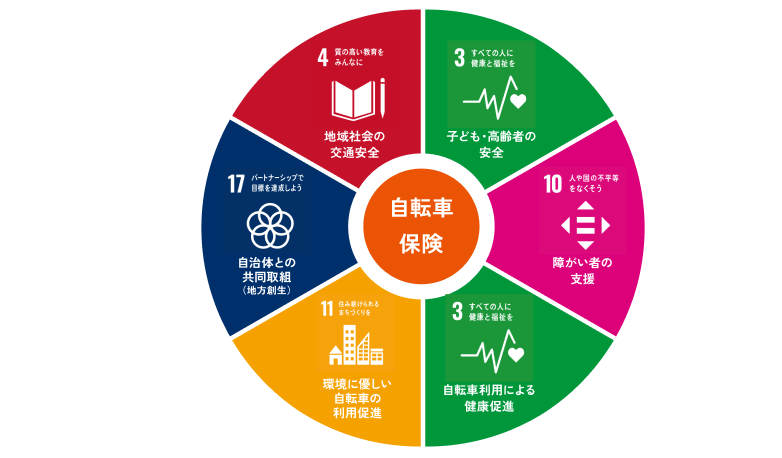 4 質の高い教育を
みんなに
地域社会の
交通安全
3 すべての人に
健康と福祉を
子ども・高齢者の
安全
17 パートナーシップで
目標を達成しよう
自治体との
共同取組
（地方創生）
自転車
保険
10 人や国の不平等
をなくそう
障がい者の
支援
11 住み続けられる
まちづくりを
環境に優しい
自転車の
利用促進
3 すべての人に
健康と福祉を
自転車利用による
健康促進